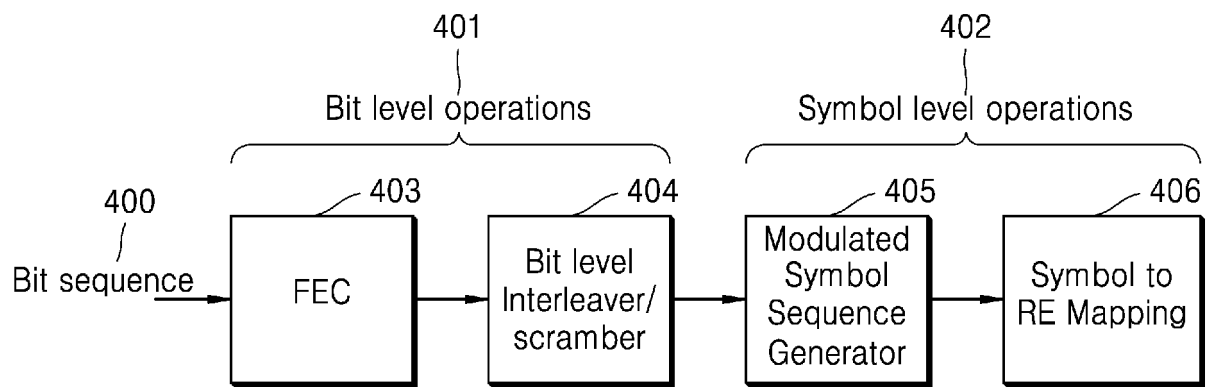 401
402
Bit level operations
Symbol level operations
400
403
404
405
406
Bit sequence
FEC
Bit level
Interleaver/
scramber
Modulated
Symbol
Sequence
Generator
Symbol to
RE Mapping